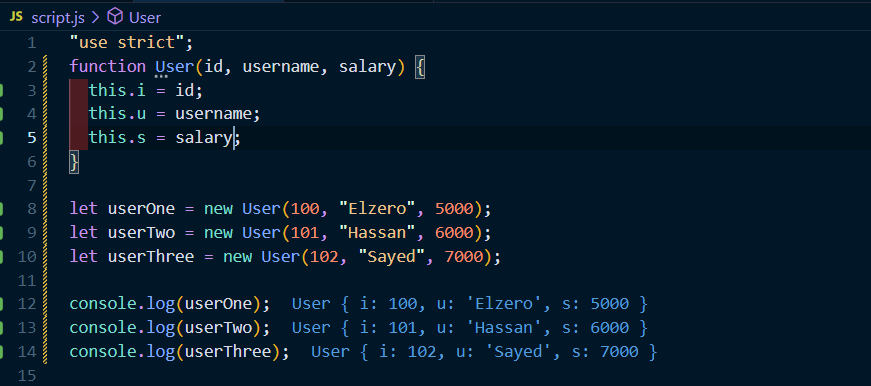 JS script.js > User
1 "use strict";
2 function User(id, username, salary) {
3 this.i = id;
4 this.u = username;
5 this.s = salary;
6 }
7
8 let userOne = new User(100, "Elzero", 5000);
9 let userTwo = new User(101, "Hassan", 6000);
10 let userThree = new User(102, "Sayed", 7000);
11
12 console.log(userOne); User { i: 100, u: 'Elzero', s: 5000 }
13 console.log(userTwo); User { i: 101, u: 'Hassan', s: 6000 }
14 console.log(userThree); User { i: 102, u: 'Sayed', s: 7000 }
15